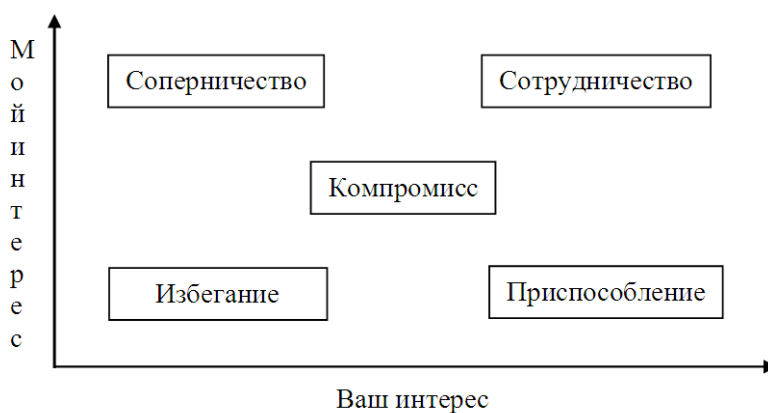 Мой интерес
Соперничество
Сотрудничество
Компромисс
Избегание
Приспособление
Ваш интерес